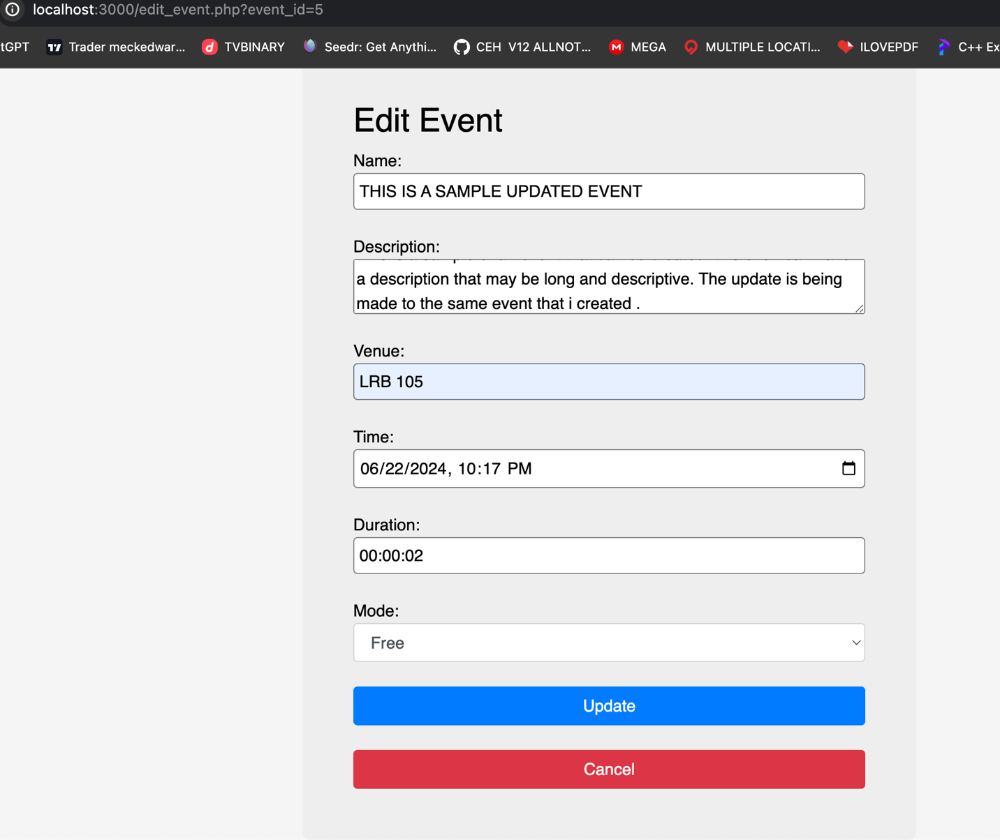 localhost:3000/edit_event.php?event_id=5
tGPT Trader meckedwar... TVBINARY Seedr: Get Anythi... CEH V12 ALLNOT... MEGA MULTIPLE LOCATI... ILOVEPDF C++ Ex
Edit Event
Name:
THIS IS A SAMPLE UPDATED EVENT
Description:
a description that may be long and descriptive. The update is being
made to the same event that i created .
Venue:
LRB 105
Time:
06/22/2024, 10:17 PM
Duration:
00:00:02
Mode:
Free
Update
Cancel